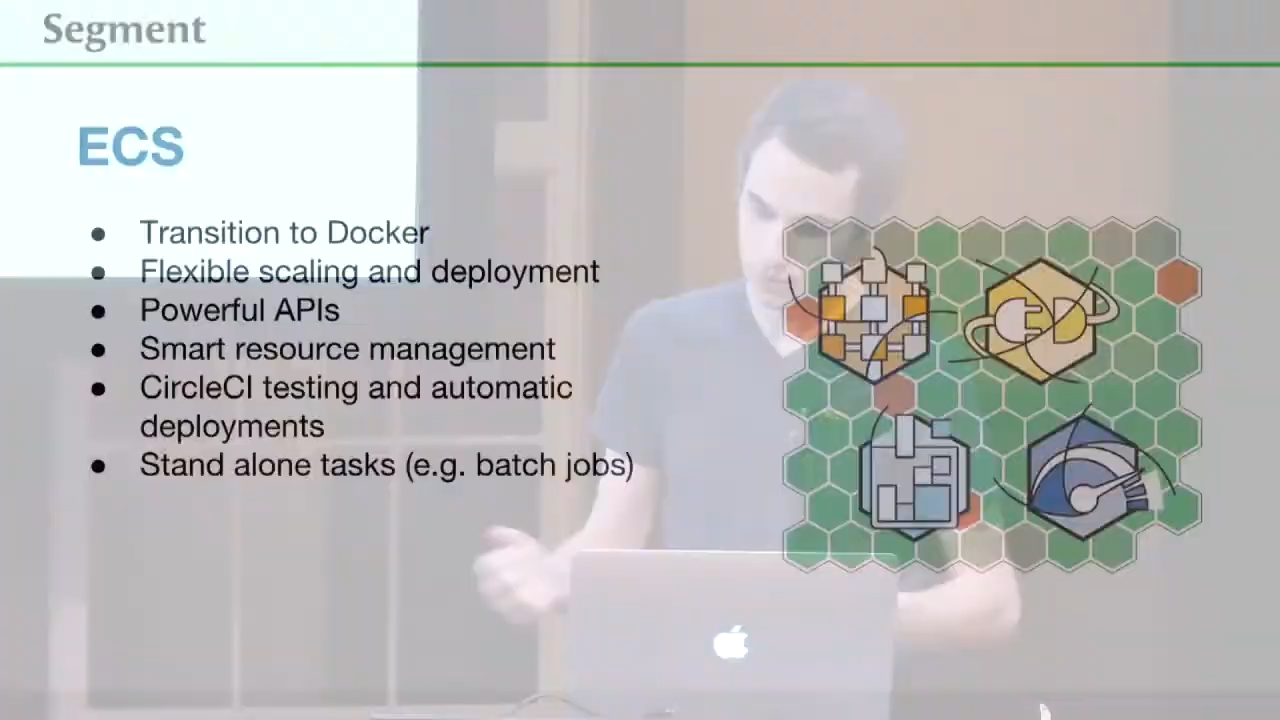 Segment
ECS
● Transition to Docker
● Flexible scaling and deployment
● Powerful APIs
● Smart resource management
● CircleCI testing and automatic
deployments
● Stand alone tasks (e.g. batch jobs)